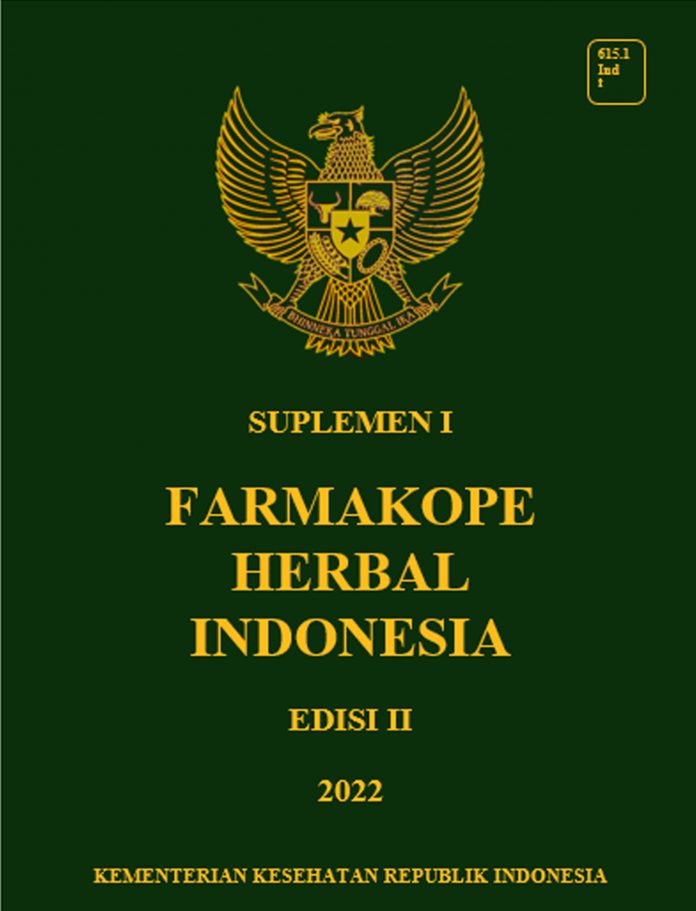 615.1
Ind
f
BHINNEKA TUNGGAL IKA
SUPLEMEN I
FARMAKOPE
HERBAL
INDONESIA
EDISI II
2022
KEMENTERIAN KESEHATAN REPUBLIK INDONESIA